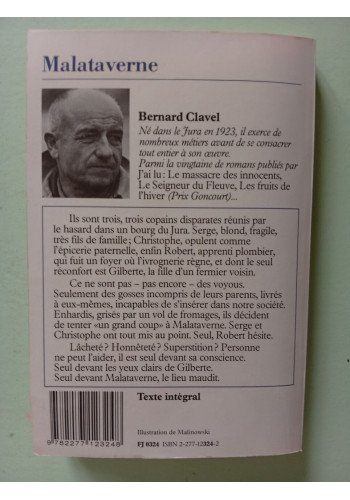 Malataverne
Bernard Clavel
Né dans le Jura en 1923, il exerce de
nombreux métiers avant de se consacrer
tout entier à son œuvre.
Parmi la vingtaine de romans publiés par
J'ai lu : Le massacre des innocents,
Le Seigneur du Fleuve, Les fruits de
l'hiver (Prix Goncourt)...
Ils sont trois, trois copains disparates réunis par
le hasard dans un bourg du Jura. Serge, blond, fragile,
très fils de famille ; Christophe, opulent comme
l'épicerie paternelle, enfin Robert, apprenti plombier,
qui fuit un foyer où l'ivrognerie règne, et dont le seul
réconfort est Gilberte, la fille d'un fermier voisin.
Ce ne sont pas – pas encore – des voyous.
Seulement des gosses incompris de leurs parents, livrés
à eux-mêmes, incapables de s'insérer dans notre société.
Enhardis, grisés par un vol de fromages, ils décident
de tenter «un grand coup» à Malataverne. Serge et
Christophe ont tout mis au point. Seul, Robert hésite.
Lâcheté ? Honnêteté ? Superstition ? Personne
ne peut l'aider, il est seul devant sa conscience.
Seul devant les yeux clairs de Gilberte.
Seul devant Malataverne, le lieu maudit.
Texte intégral
9 782277 123248
Illustration de Malinowski
FJ 0324 ISBN 2-277-12324-2